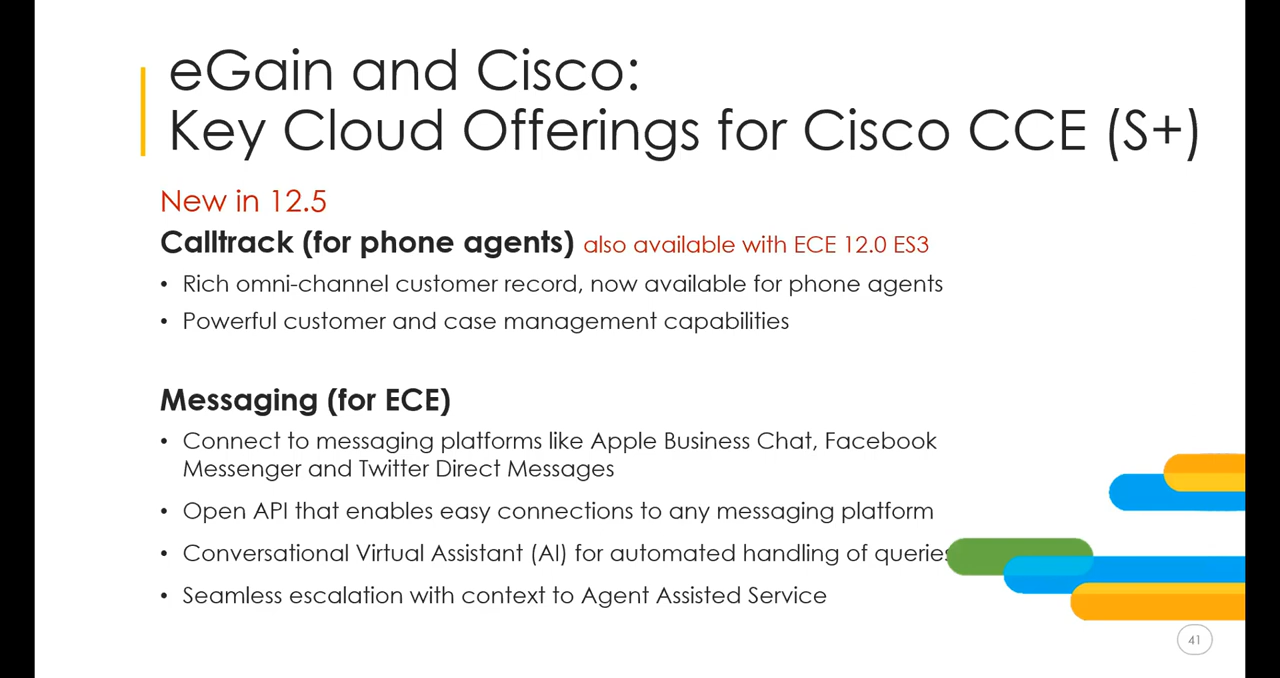 eGain and Cisco:
Key Cloud Offerings for Cisco CCE (S+)
New in 12.5
Calltrack (for phone agents) also available with ECE 12.0 ES3
• Rich omni-channel customer record, now available for phone agents
• Powerful customer and case management capabilities
Messaging (for ECE)
• Connect to messaging platforms like Apple Business Chat, Facebook
Messenger and Twitter Direct Messages
• Open API that enables easy connections to any messaging platform
• Conversational Virtual Assistant (AI) for automated handling of queries
• Seamless escalation with context to Agent Assisted Service
41